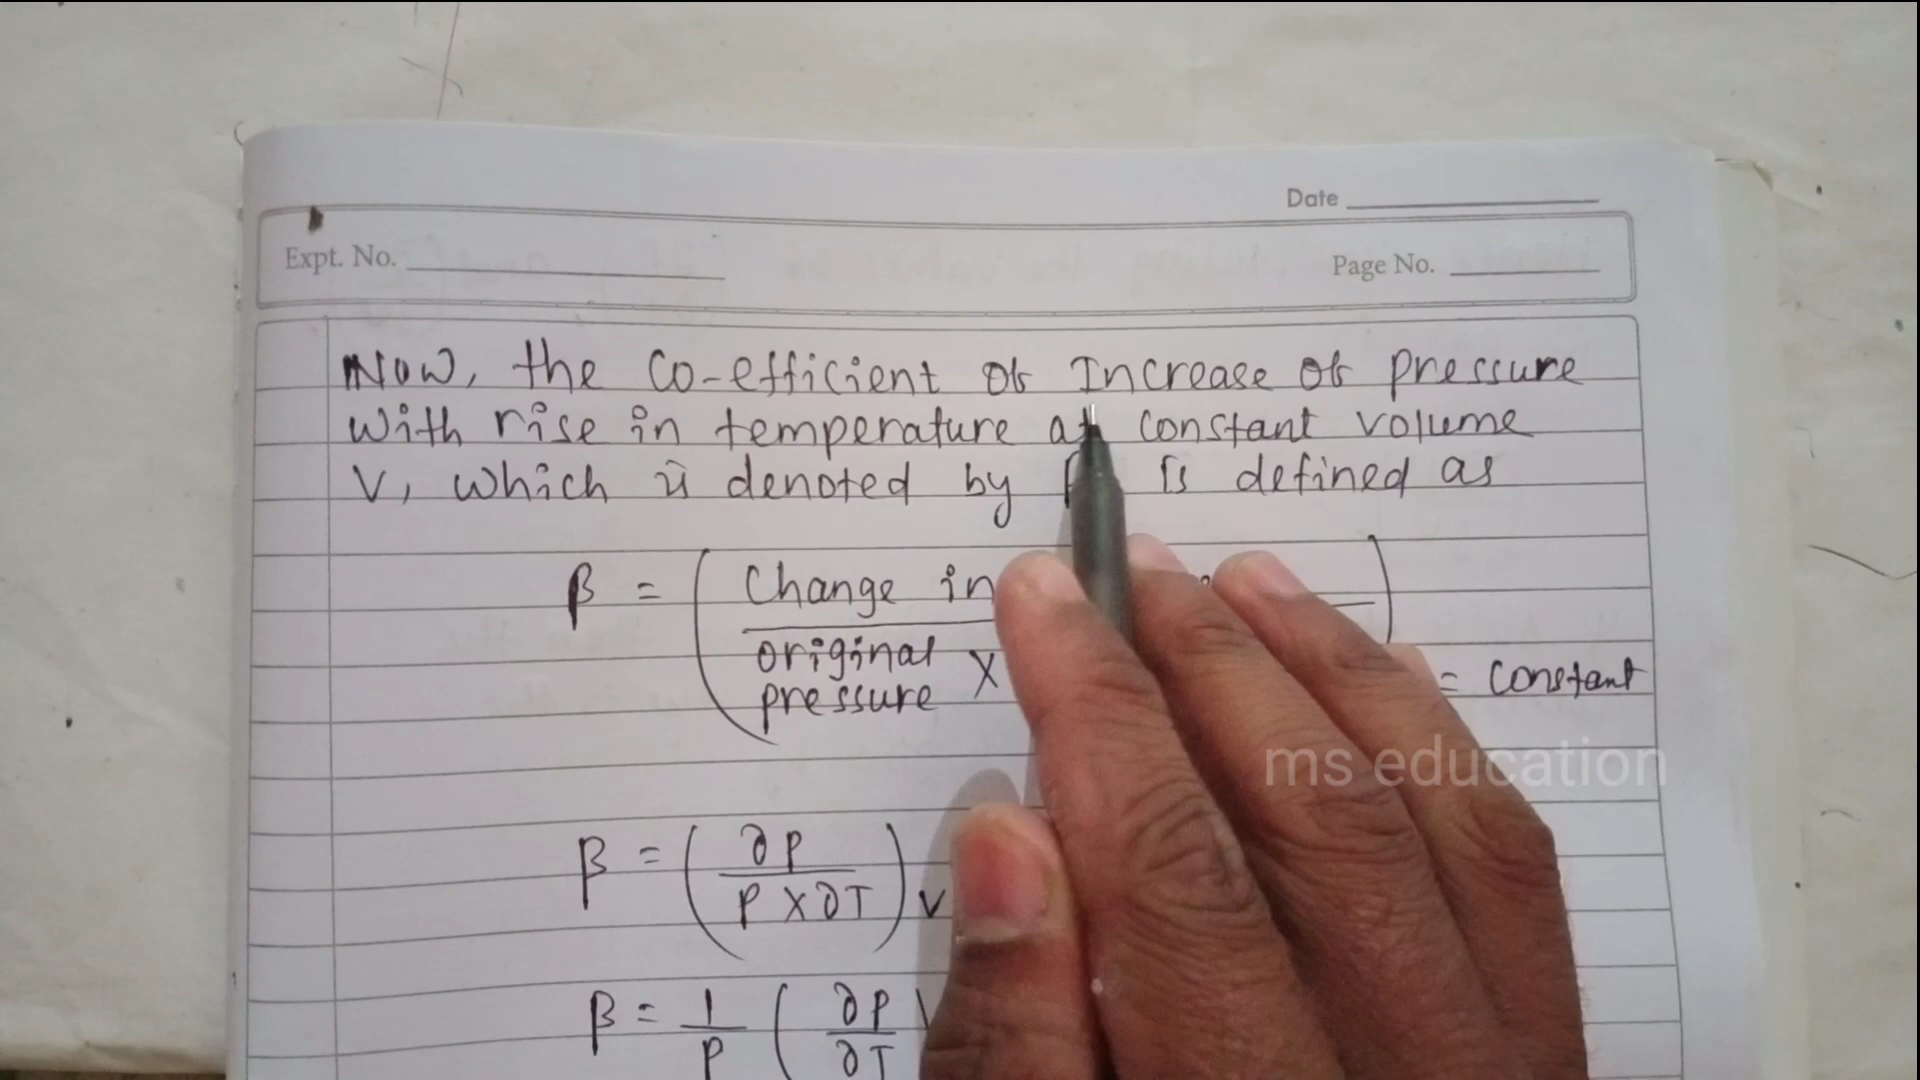 Date
Expt. No.
Page No.
Now, the co-efficient of Increase of pressure
with rise in temperature at constant volume
V, which is denoted by is defined as
β = ( Change in )
original
pressure X = constant
β = ( ∂P / P X ∂T ) V
β = 1/P ( ∂P / ∂T )
ms education